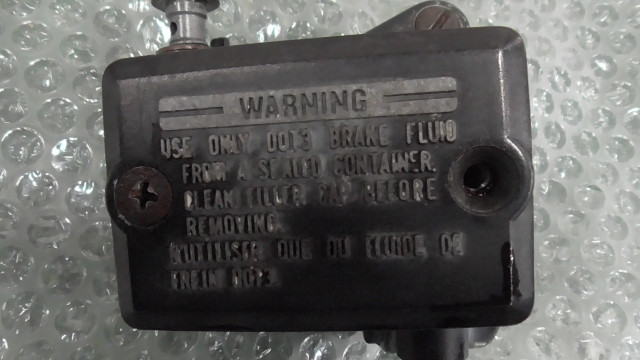 WARNING
USE ONLY DOT3 BRAKE FLUID
FROM A SEALED CONTAINER.
CLEAN FILLER CAP BEFORE
REMOVING.
N'UTILISER QUE DU FLUIDE DE
FREIN DOT3.